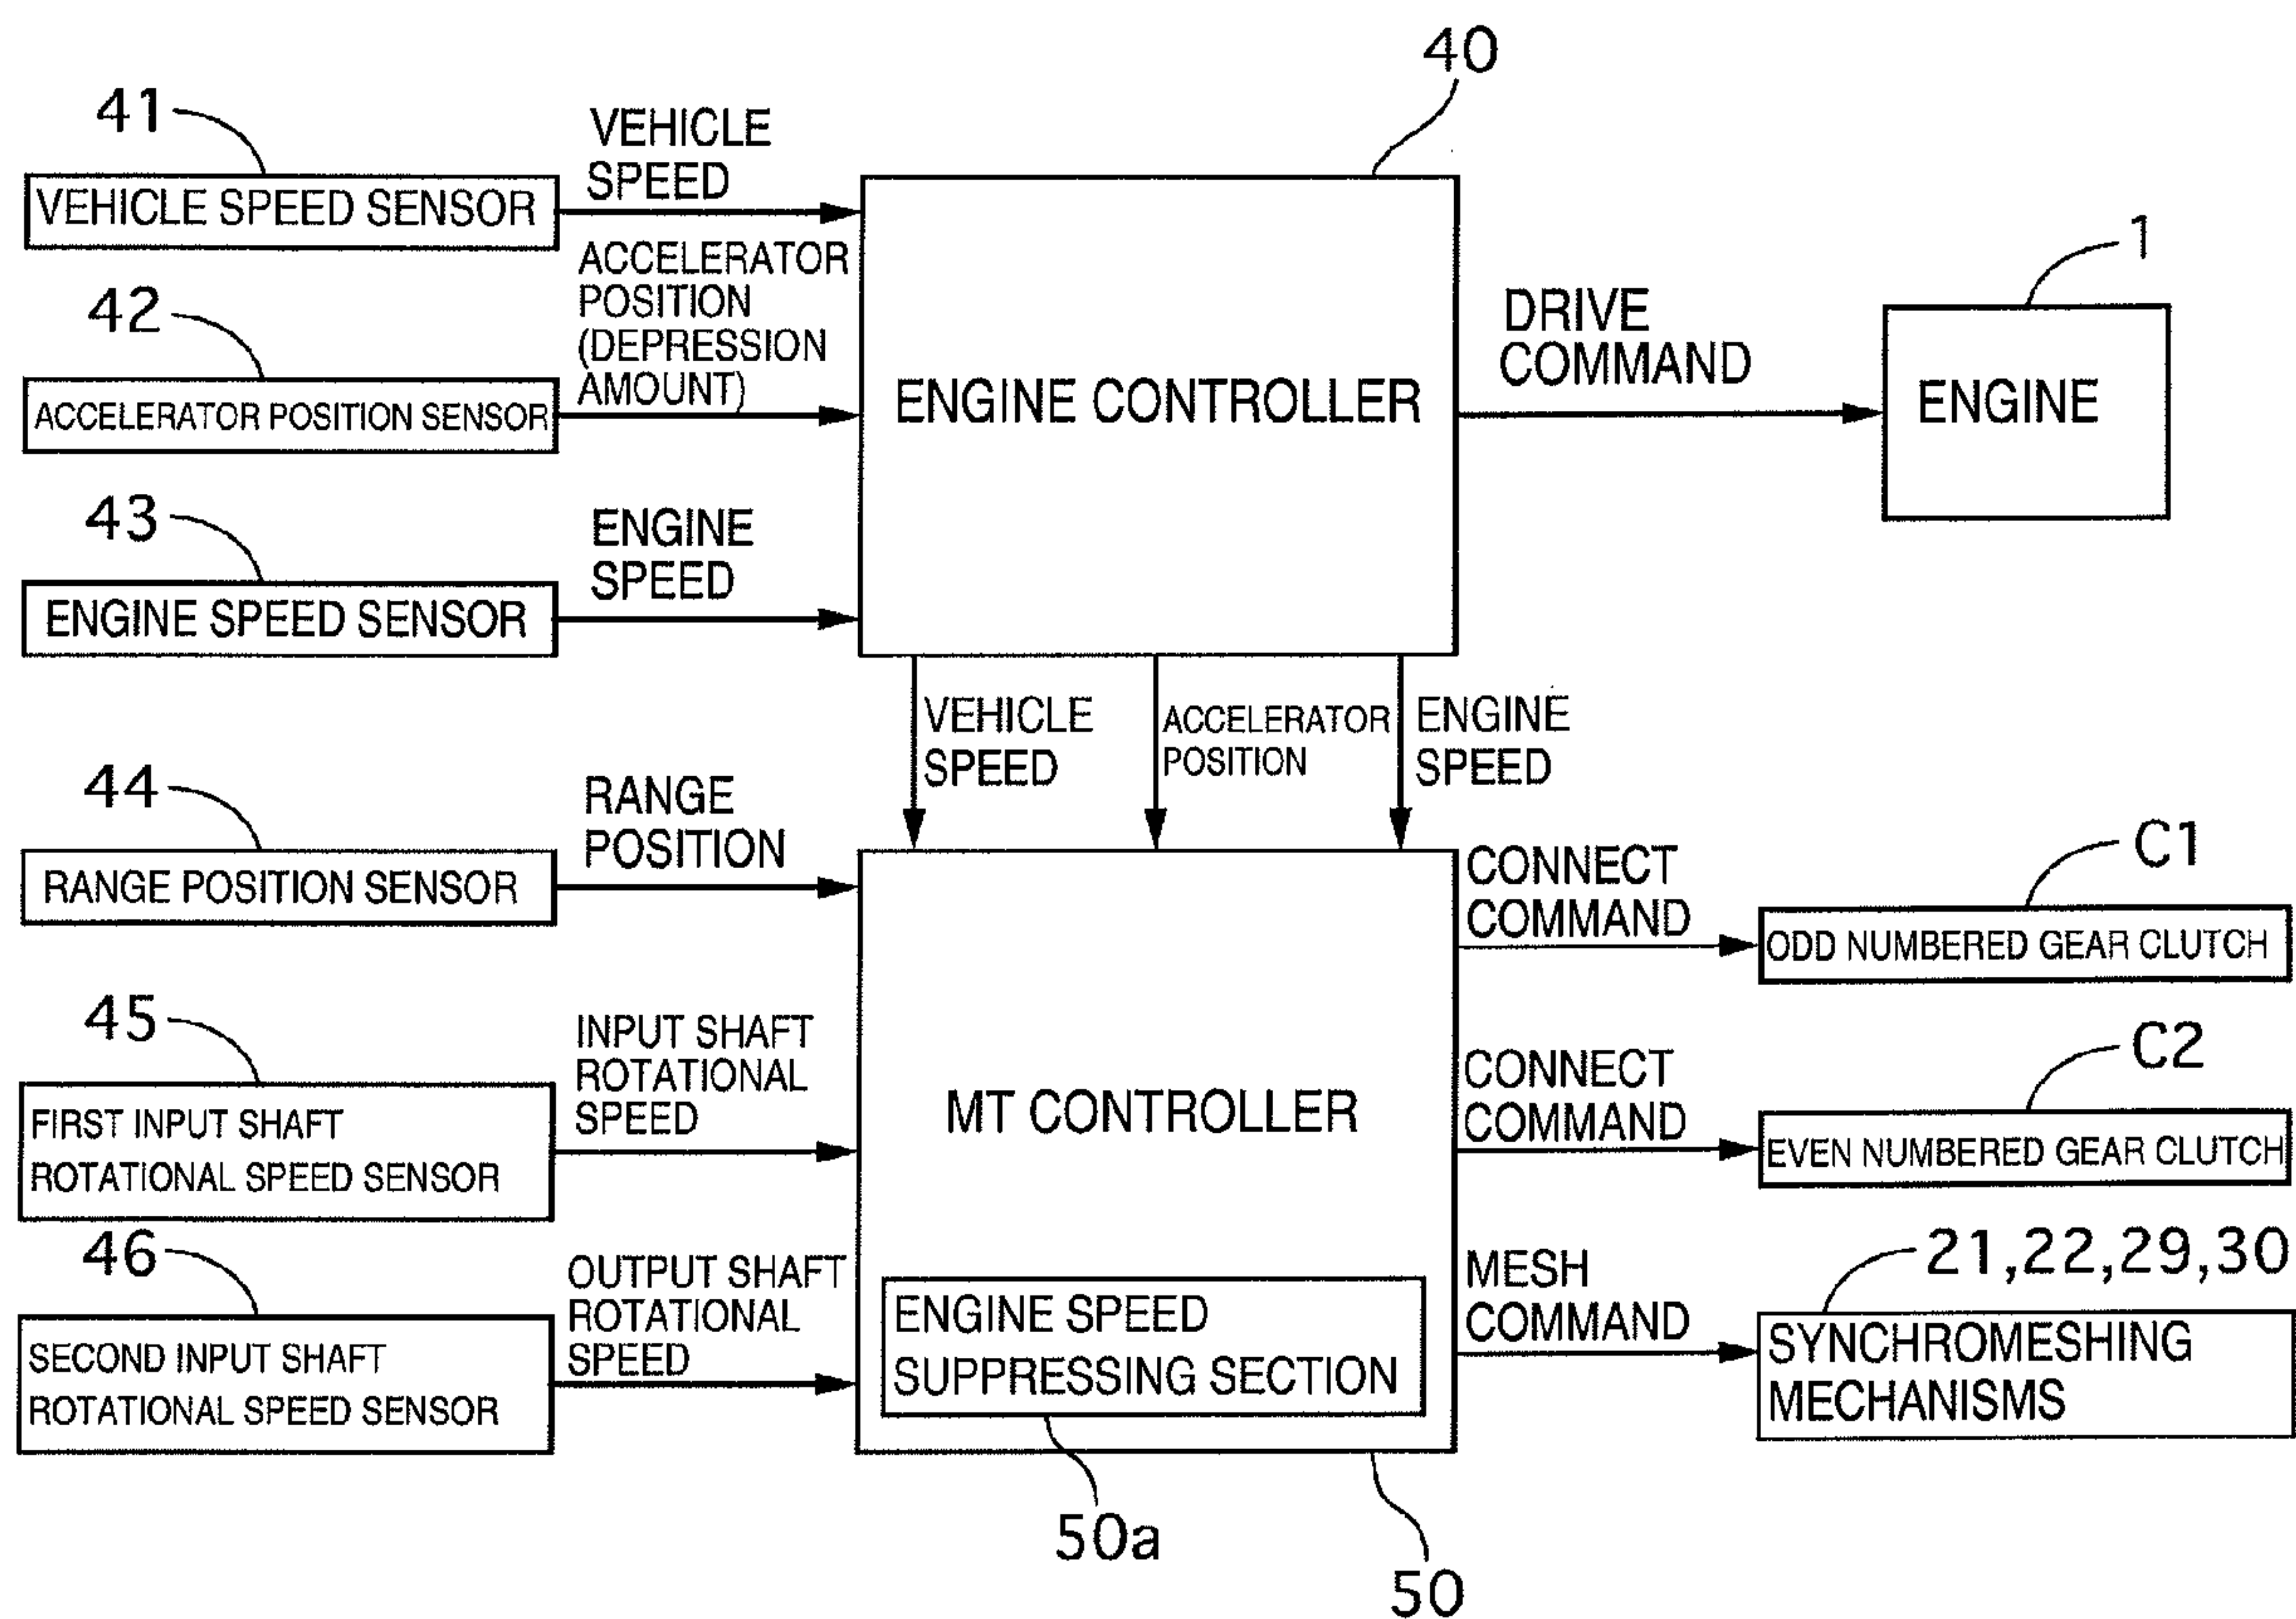 40
41
VEHICLE
SPEED
VEHICLE SPEED SENSOR
ACCELERATOR
POSITION
(DEPRESSION
AMOUNT)
42
ACCELERATOR POSITION SENSOR
ENGINE CONTROLLER
DRIVE
COMMAND
1
ENGINE
43
ENGINE
SPEED
ENGINE SPEED SENSOR
VEHICLE
SPEED
ACCELERATOR
POSITION
ENGINE
SPEED
44
RANGE
POSITION
RANGE POSITION SENSOR
CONNECT
COMMAND
C1
ODD NUMBERED GEAR CLUTCH
45
INPUT SHAFT
ROTATIONAL
SPEED
FIRST INPUT SHAFT
ROTATIONAL SPEED SENSOR
MT CONTROLLER
CONNECT
COMMAND
C2
EVEN NUMBERED GEAR CLUTCH
46
OUTPUT SHAFT
ROTATIONAL
SPEED
SECOND INPUT SHAFT
ROTATIONAL SPEED SENSOR
ENGINE SPEED
SUPPRESSING SECTION
MESH
COMMAND
21,22,29,30
SYNCHROMESHING
MECHANISMS
50a
50